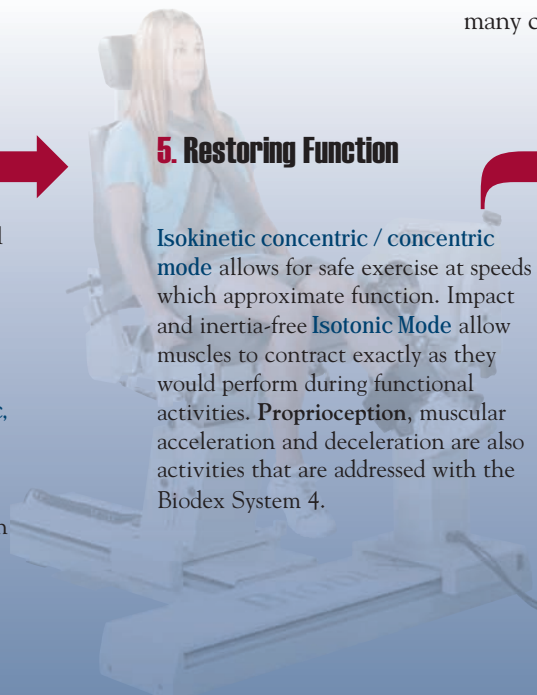 many c
5. Restoring Function
l
Isokinetic concentric / concentric
mode allows for safe exercise at speeds
which approximate function. Impact
and inertia-free Isotonic Mode allow
muscles to contract exactly as they
would perform during functional
c,
activities. Proprioception, muscular
acceleration and deceleration are also
activities that are addressed with the
Biodex System 4.
n
Biodex